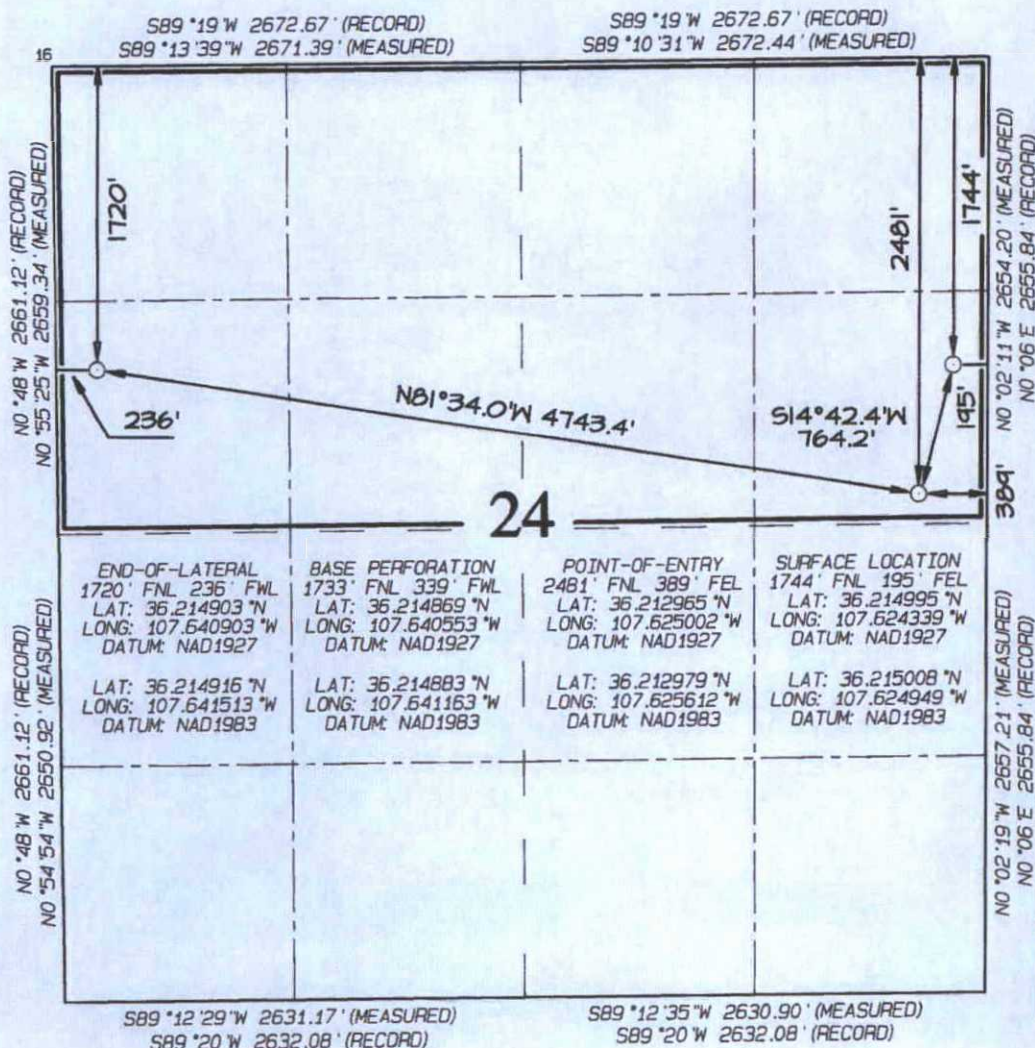 S89°19'W 2672.67' (RECORD)
S89°13'39"W 2671.39' (MEASURED)
S89°19'W 2672.67' (RECORD)
S89°10'31"W 2672.44' (MEASURED)
16
N0°48'W 2661.12' (RECORD)
N0°55'25"W 2659.34' (MEASURED)
1720'
2481'
1744'
N0°02'11"W 2654.20 (MEASURED)
N0°06'E 2655.84' (RECORD)
236'
N81°34.0'W 4743.4'
S14°42.4'W
764.2'
195'
389'
24
END-OF-LATERAL
1720' FNL 236' FWL
LAT: 36.214903°N
LONG: 107.640903°W
DATUM: NAD1927
LAT: 36.214916°N
LONG: 107.641513°W
DATUM: NAD1983
BASE PERFORATION
1733' FNL 339' FWL
LAT: 36.214869°N
LONG: 107.640553°W
DATUM: NAD1927
LAT: 36.214883°N
LONG: 107.641163°W
DATUM: NAD1983
POINT-OF-ENTRY
2481' FNL 389' FEL
LAT: 36.212965°N
LONG: 107.625002°W
DATUM: NAD1927
LAT: 36.212979°N
LONG: 107.625612°W
DATUM: NAD1983
SURFACE LOCATION
1744' FNL 195' FEL
LAT: 36.214995°N
LONG: 107.624339°W
DATUM: NAD1927
LAT: 36.215008°N
LONG: 107.624949°W
DATUM: NAD1983
N0°48'W 2661.12' (RECORD)
N0°54'54"W 2650.92' (MEASURED)
N0°02'19"W 2657.21' (MEASURED)
N0°06'E 2655.84' (RECORD)
S89°12'29"W 2631.17' (MEASURED)
S89°20'W 2632.08' (RECORD)
S89°12'35"W 2630.90' (MEASURED)
S89°20'W 2632.08' (RECORD)